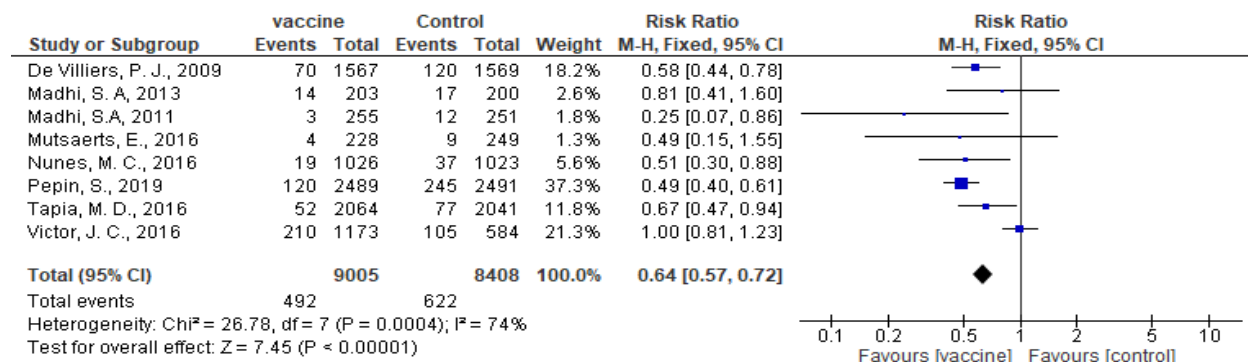 vaccine Control Risk Ratio Risk Ratio
Study or Subgroup Events Total Events Total Weight M-H, Fixed, 95% CI M-H, Fixed, 95% CI
De Villiers, P. J., 2009 70 1567 120 1569 18.2% 0.58 [0.44, 0.78]
Madhi, S. A, 2013 14 203 17 200 2.6% 0.81 [0.41, 1.60]
Madhi, S.A, 2011 3 255 12 251 1.8% 0.25 [0.07, 0.86]
Mutsaerts, E., 2016 4 228 9 249 1.3% 0.49 [0.15, 1.55]
Nunes, M. C., 2016 19 1026 37 1023 5.6% 0.51 [0.30, 0.88]
Pepin, S., 2019 120 2489 245 2491 37.3% 0.49 [0.40, 0.61]
Tapia, M. D., 2016 52 2064 77 2041 11.8% 0.67 [0.47, 0.94]
Victor, J. C., 2016 210 1173 105 584 21.3% 1.00 [0.81, 1.23]
Total (95% CI) 9005 8408 100.0% 0.64 [0.57, 0.72]
Total events 492 622
Heterogeneity: Chi² = 26.78, df = 7 (P = 0.0004); I² = 74%
Test for overall effect: Z = 7.45 (P < 0.00001)
0.1 0.2 0.5 1 2 5 10
Favours [vaccine] Favours [control]